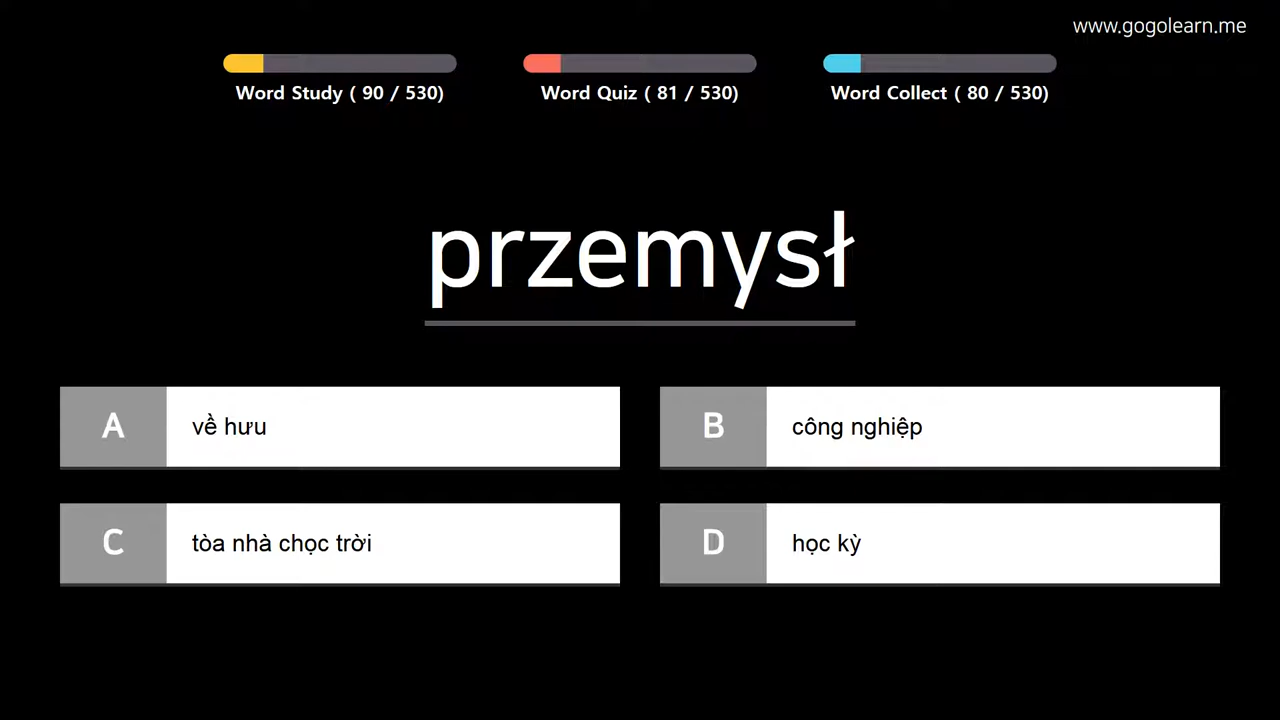 www.gogolearn.me
Word Study ( 90 / 530)
Word Quiz ( 81 / 530)
Word Collect ( 80 / 530)
przemysł
A về hưu
B công nghiệp
C tòa nhà chọc trời
D học kỳ